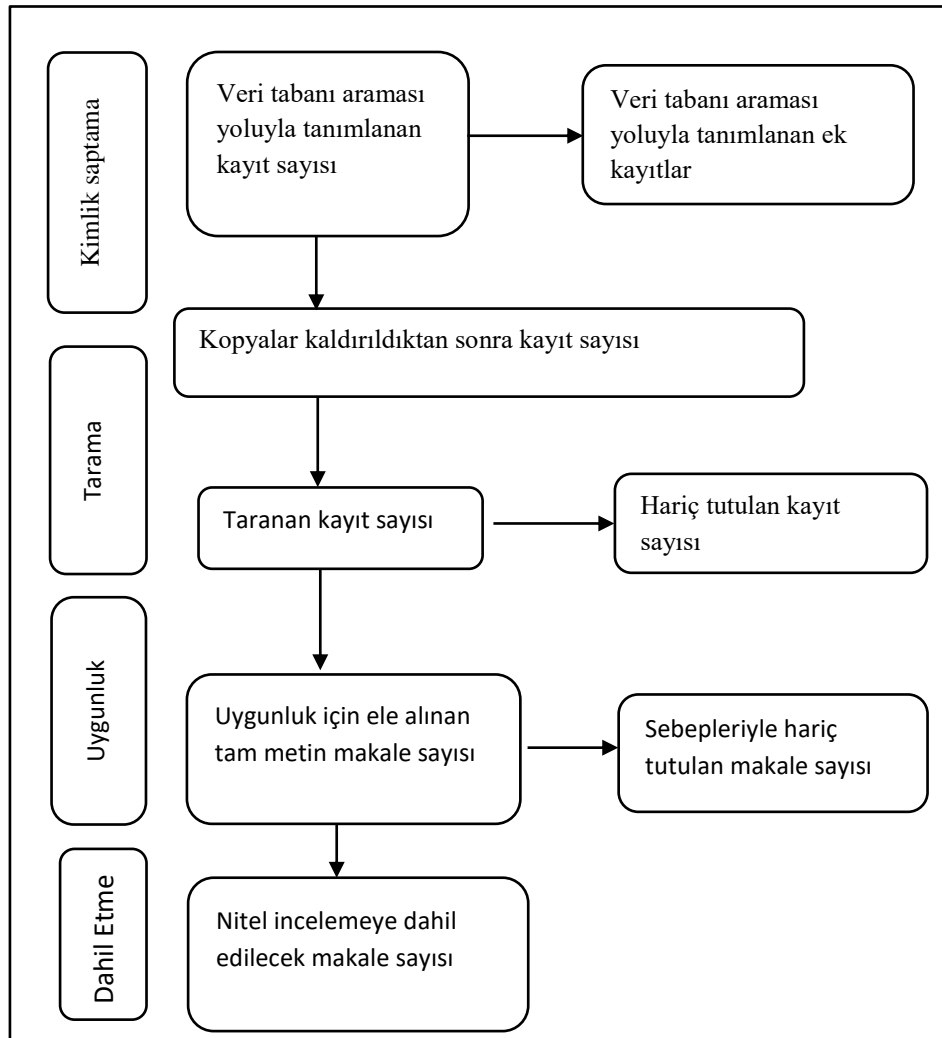 Kimlik saptama
Veri tabanı araması
yoluyla tanımlanan
kayıt sayısı
Veri tabanı araması
yoluyla tanımlanan ek
kayıtlar
Kopyalar kaldırıldıktan sonra kayıt sayısı
Tarama
Taranan kayıt sayısı
Hariç tutulan kayıt
sayısı
Uygunluk
Uygunluk için ele alınan
tam metin makale sayısı
Sebepleriyle hariç
tutulan makale sayısı
Dahil Etme
Nitel incelemeye dahil
edilecek makale sayısı